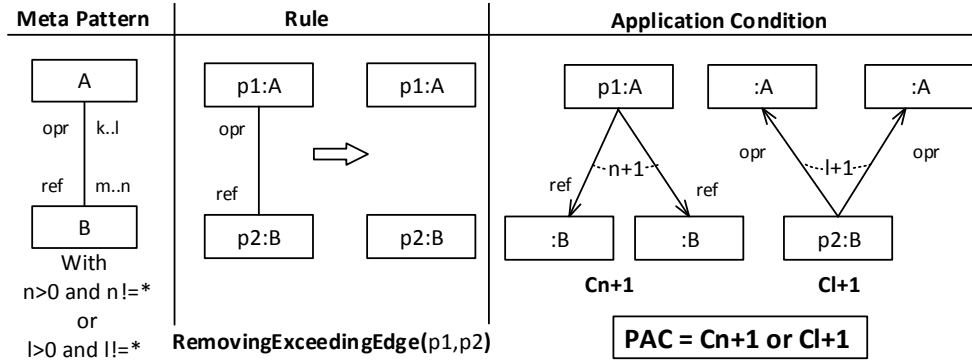 Meta Pattern
Rule
Application Condition
A
opr
k..l
ref
m..n
B
With
n>0 and n!=*
or
l>0 and l!=*
p1:A
p1:A
opr
ref
p2:B
p2:B
RemovingExceedingEdge(p1,p2)
p1:A
:A
:A
n+1
ref
ref
:B
:B
Cn+1
opr
l+1
opr
p2:B
Cl+1
PAC = Cn+1 or Cl+1